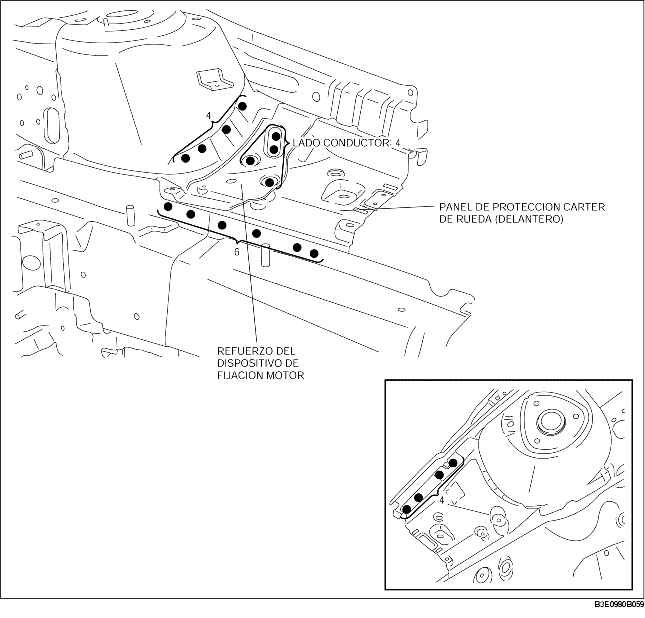 4
LADO CONDUCTOR: 4
PANEL DE PROTECCION CARTER
DE RUEDA (DELANTERO)
6
REFUERZO DEL
DISPOSITIVO DE
FIJACION MOTOR
4
B3E0980B059